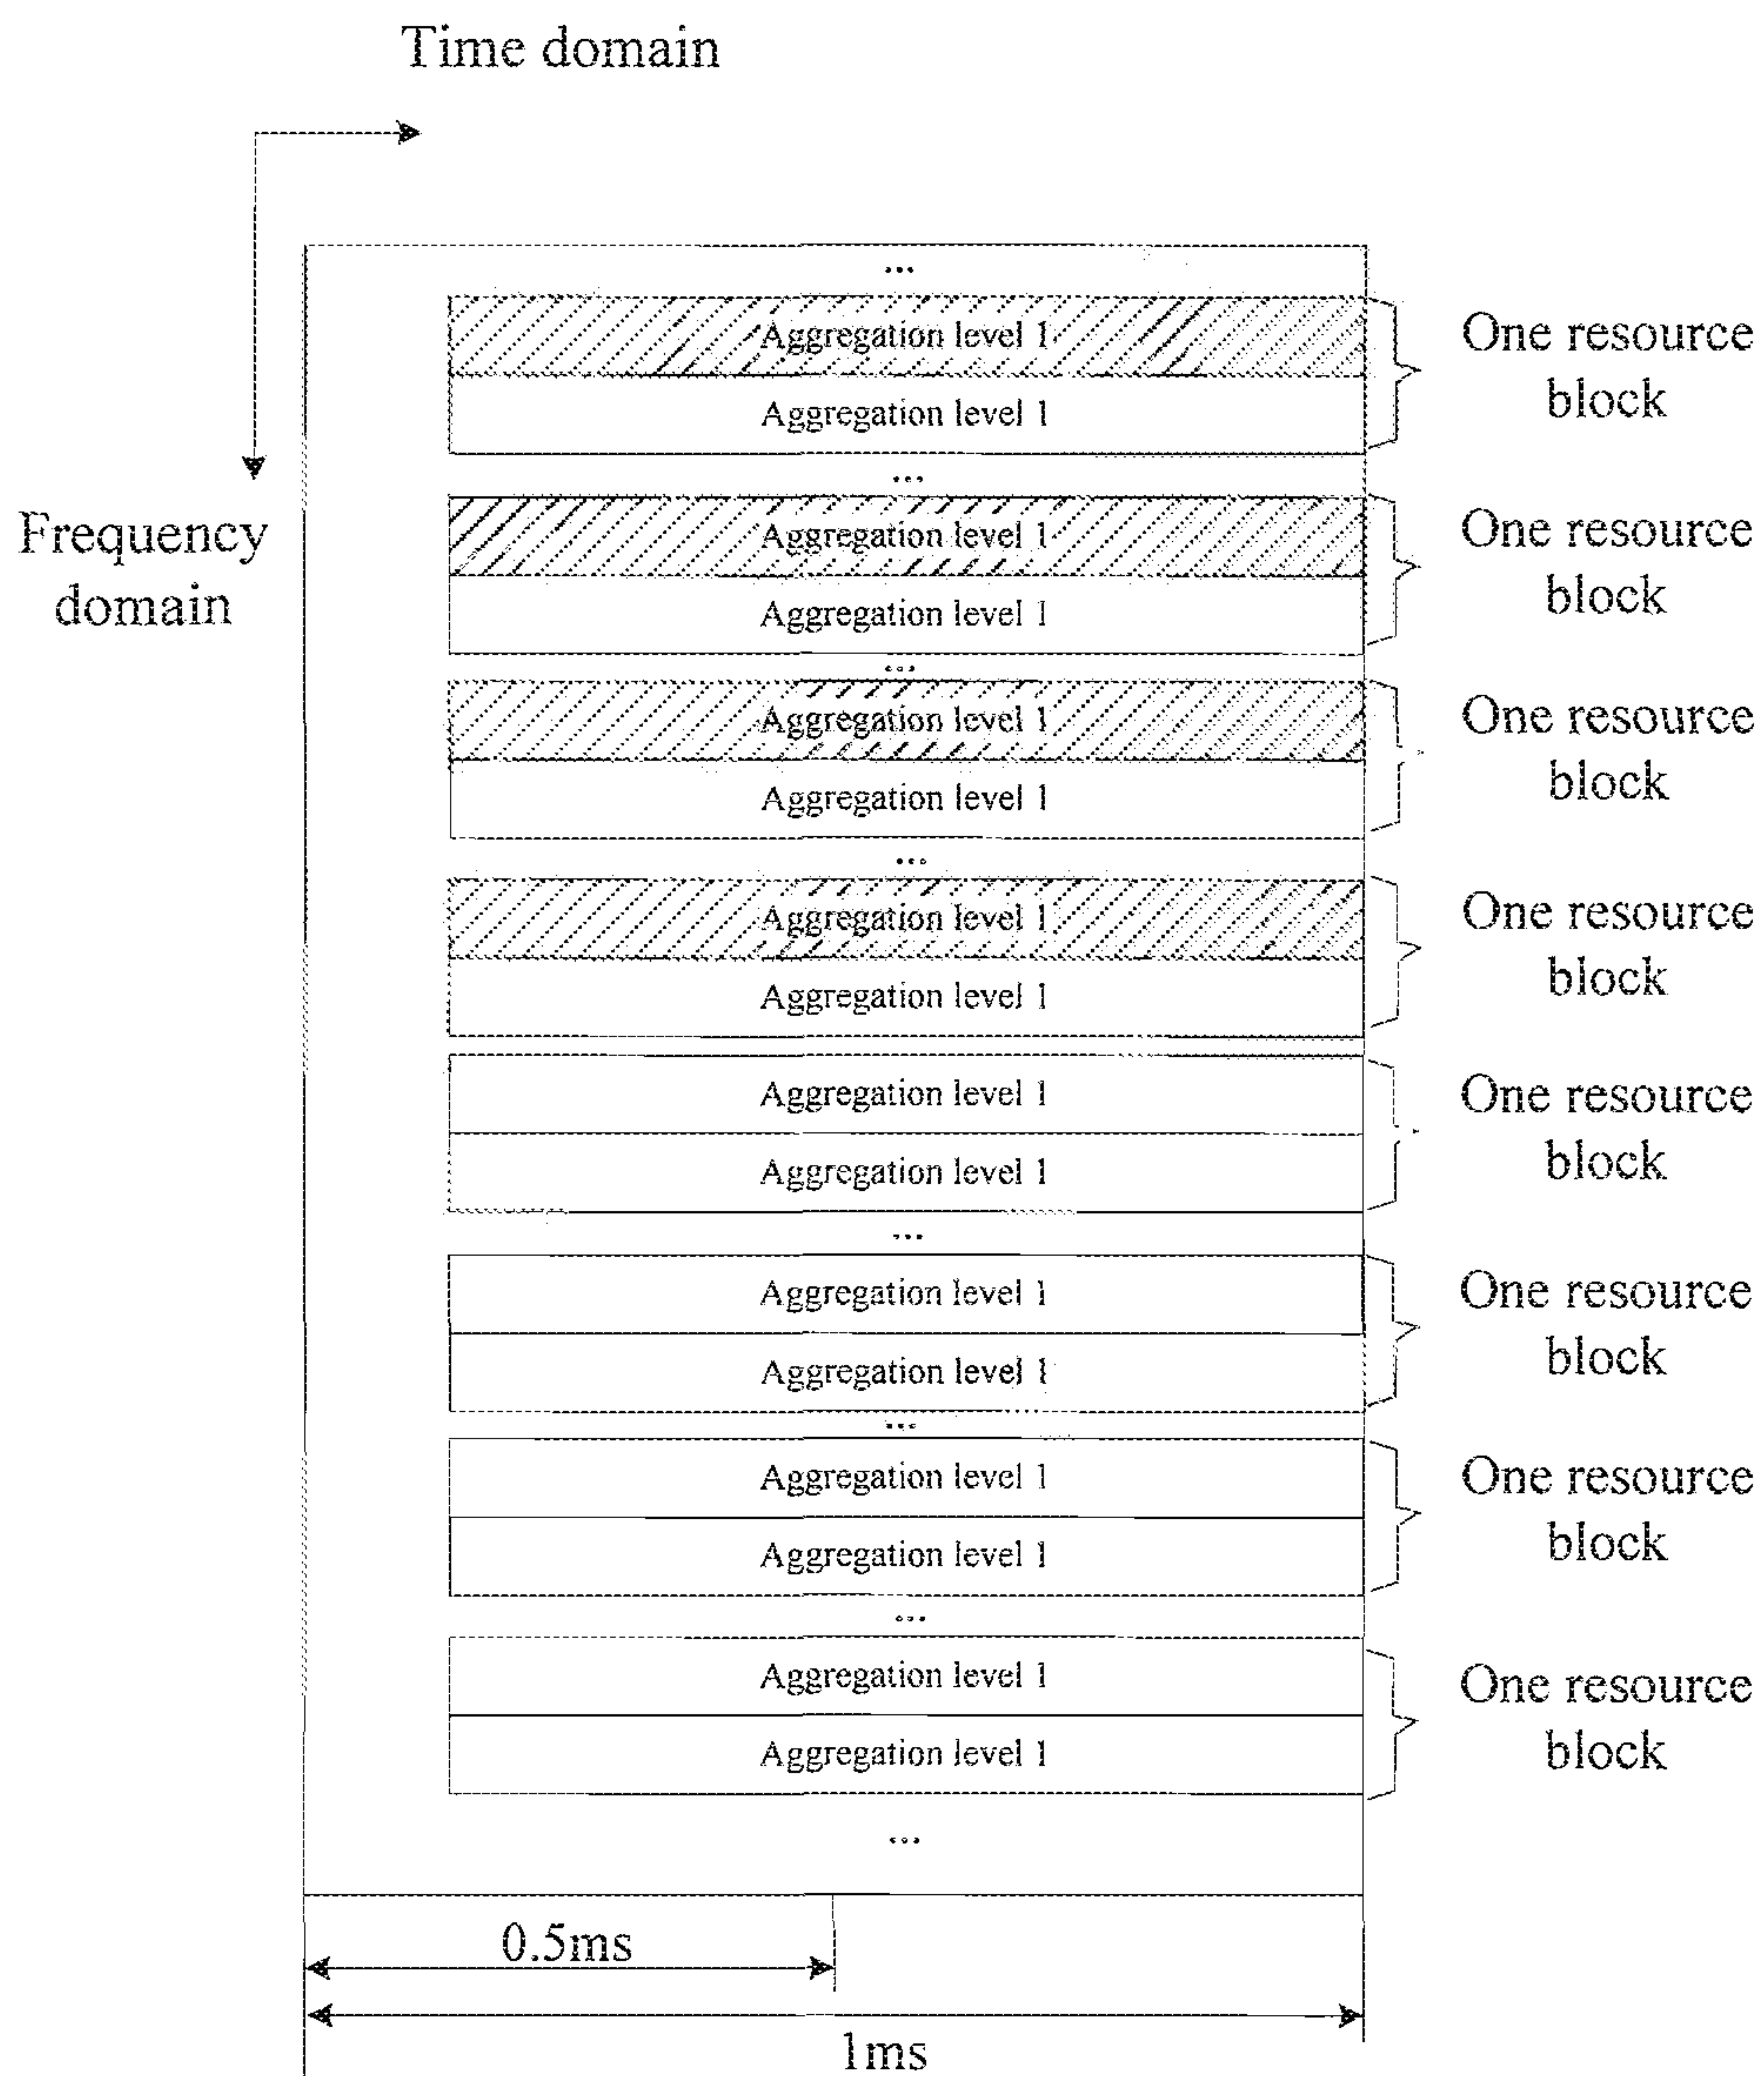 Time domain
Frequency
domain
...
Aggregation level 1
Aggregation level 1
One resource
block
...
Aggregation level 1
Aggregation level 1
One resource
block
...
Aggregation level 1
Aggregation level 1
One resource
block
...
Aggregation level 1
Aggregation level 1
One resource
block
Aggregation level 1
Aggregation level 1
One resource
block
...
Aggregation level 1
Aggregation level 1
One resource
block
...
Aggregation level 1
Aggregation level 1
One resource
block
...
Aggregation level 1
Aggregation level 1
One resource
block
...
0.5ms
1ms